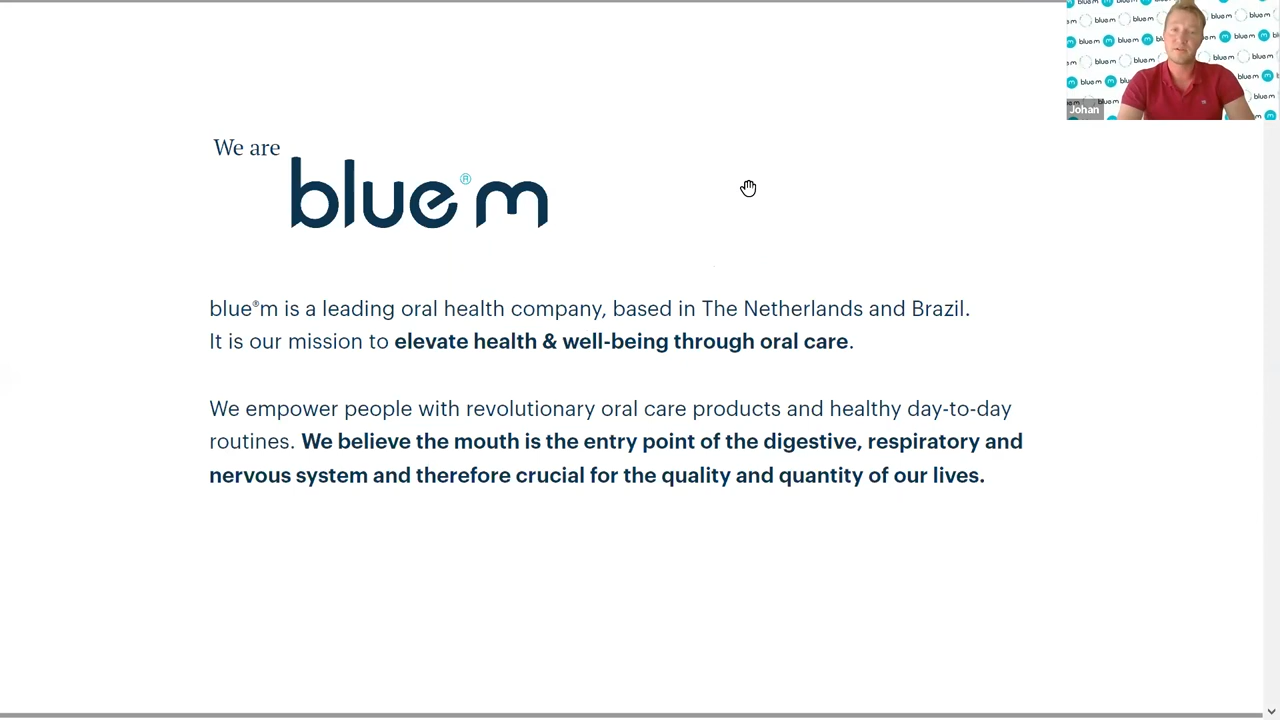 We are
blue®m
blue®m is a leading oral health company, based in The Netherlands and Brazil.
It is our mission to elevate health & well-being through oral care.
We empower people with revolutionary oral care products and healthy day-to-day
routines. We believe the mouth is the entry point of the digestive, respiratory and
nervous system and therefore crucial for the quality and quantity of our lives.
Johan